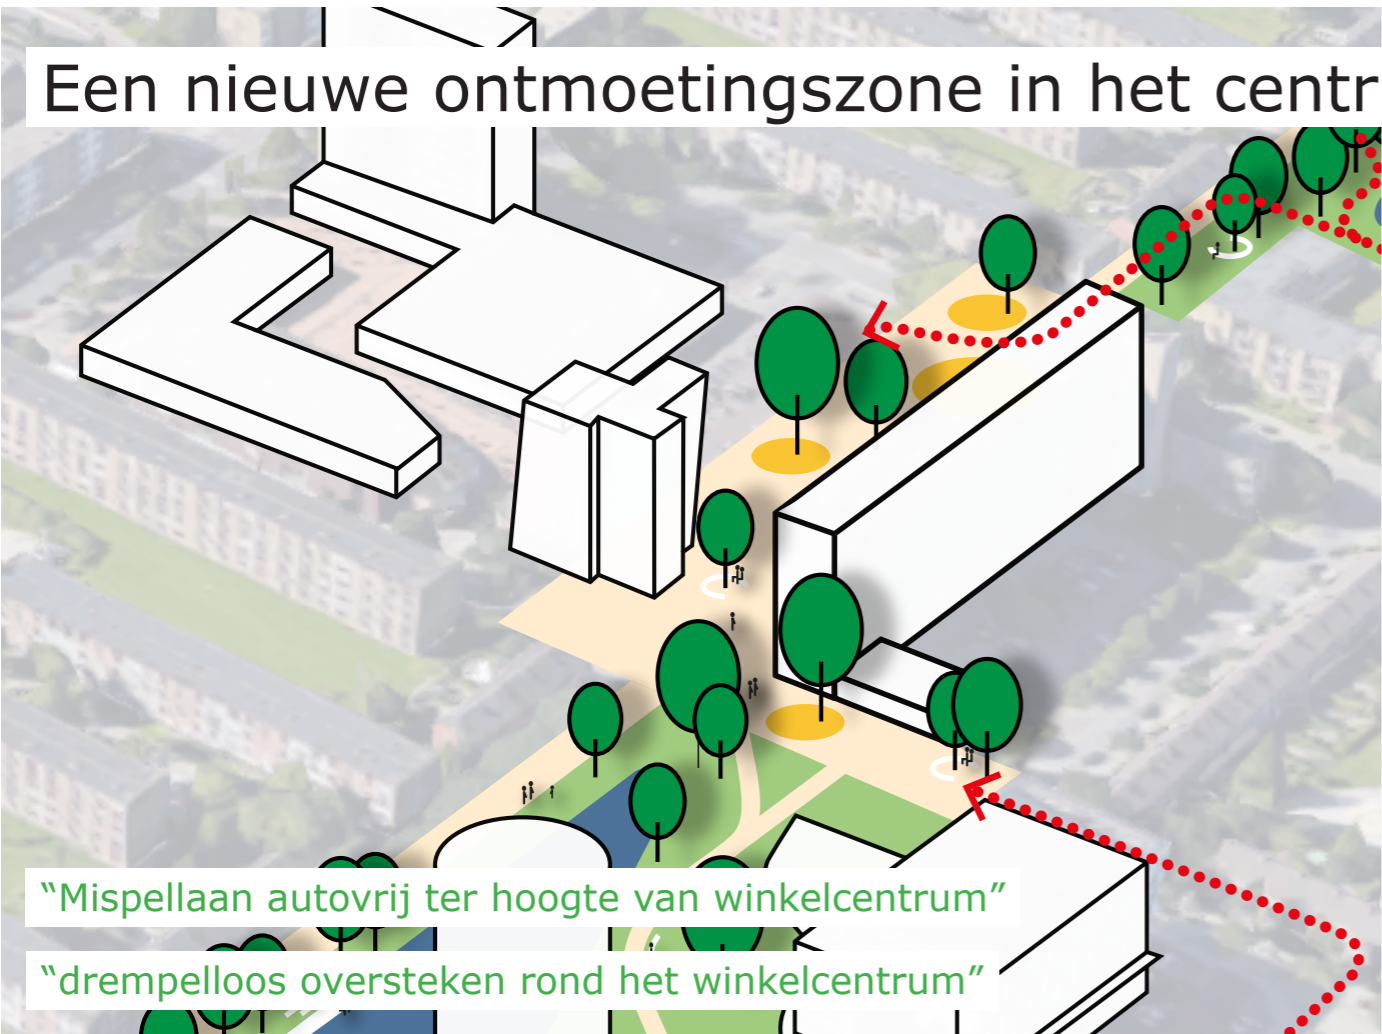 Een nieuwe ontmoetingszone in het centr
“Mispellaan autovrij ter hoogte van winkelcentrum”
“drempelloos oversteken rond het winkelcentrum”